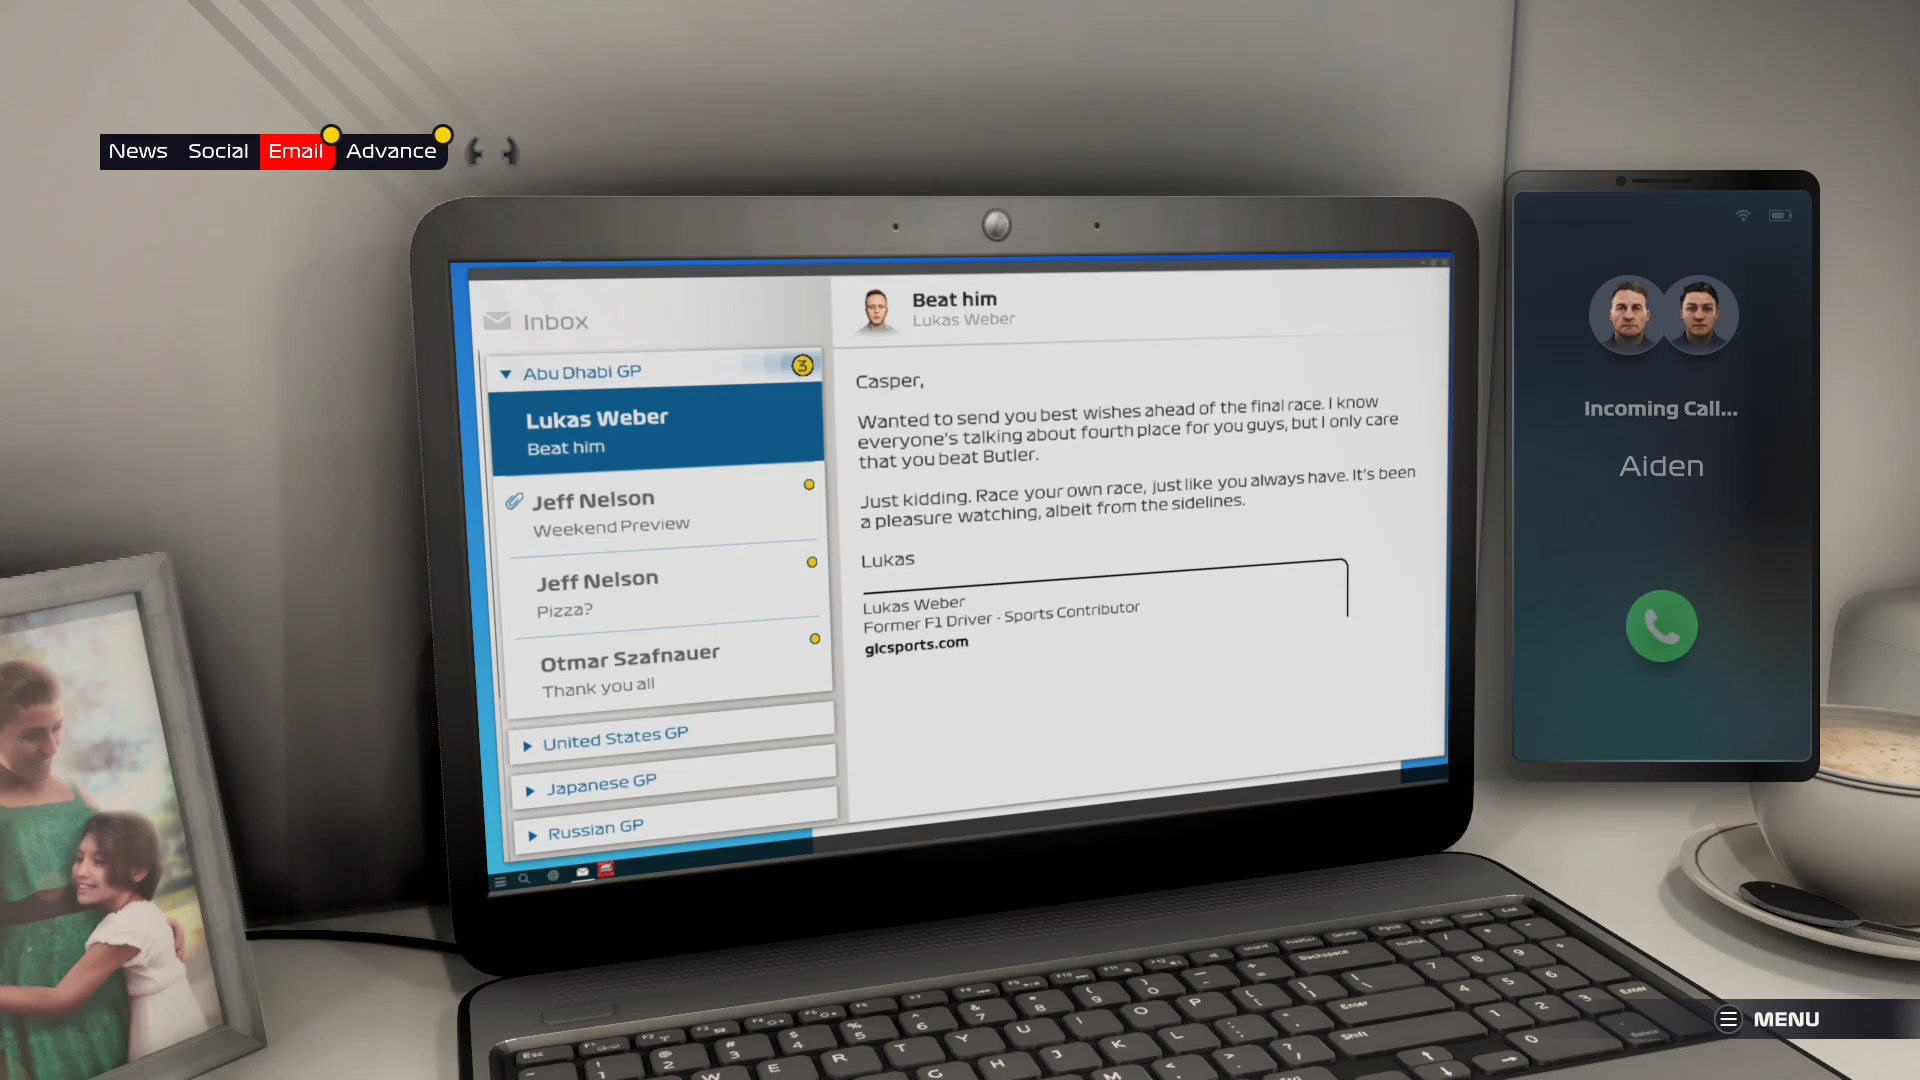 News Social Email Advance
Inbox
Abu Dhabi GP 3
Lukas Weber
Beat him
Jeff Nelson
Weekend Preview
Jeff Nelson
Pizza?
Otmar Szafnauer
Thank you all
United States GP
Japanese GP
Russian GP
Beat him
Lukas Weber
Casper,
Wanted to send you best wishes ahead of the final race. I know
everyone's talking about fourth place for you guys, but I only care
that you beat Butler.
Just kidding. Race your own race, just like you always have. It's been
a pleasure watching, albeit from the sidelines.
Lukas
Lukas Weber
Former F1 Driver - Sports Contributor
glcsports.com
Incoming Call...
Aiden
MENU
Backspace
Enter
Shift
Enter
Esc